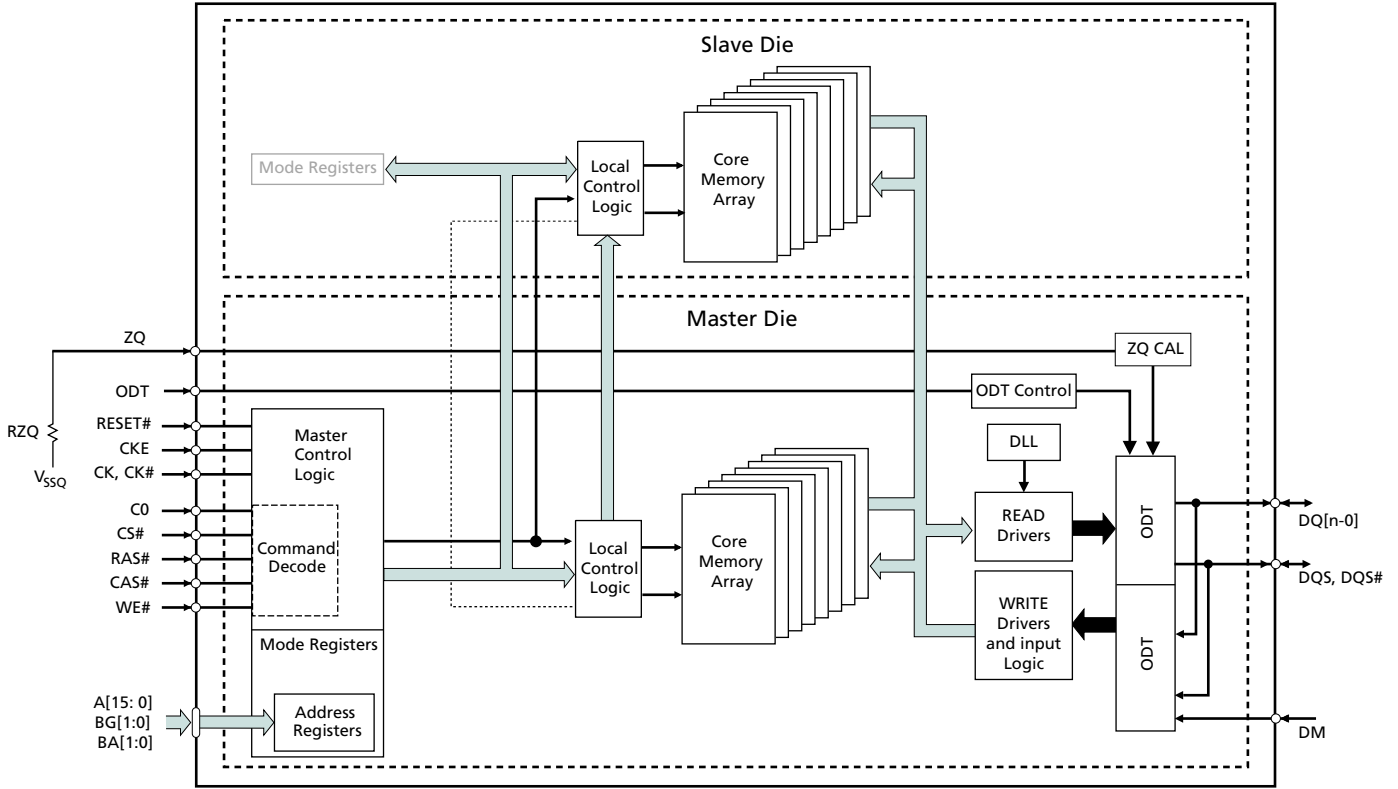 Slave Die
Mode Registers
Local
Control
Logic
Core
Memory
Array
Master Die
ZQ
ZQ CAL
ODT
ODT Control
RZQ
VSSQ
RESET#
CKE
CK, CK#
C0
CS#
RAS#
CAS#
WE#
Master
Control
Logic
Command
Decode
Mode Registers
A[15: 0]
BG[1:0]
BA[1:0]
Address
Registers
Local
Control
Logic
Core
Memory
Array
DLL
READ
Drivers
WRITE
Drivers
and input
Logic
ODT
ODT
DQ[n-0]
DQS, DQS#
DM